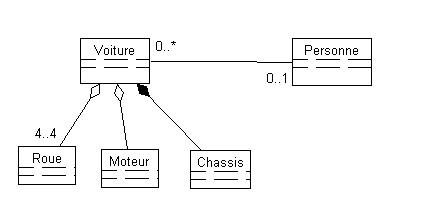 Voiture
0..*
Personne
0..1
4..4
Roue
Moteur
Chassis